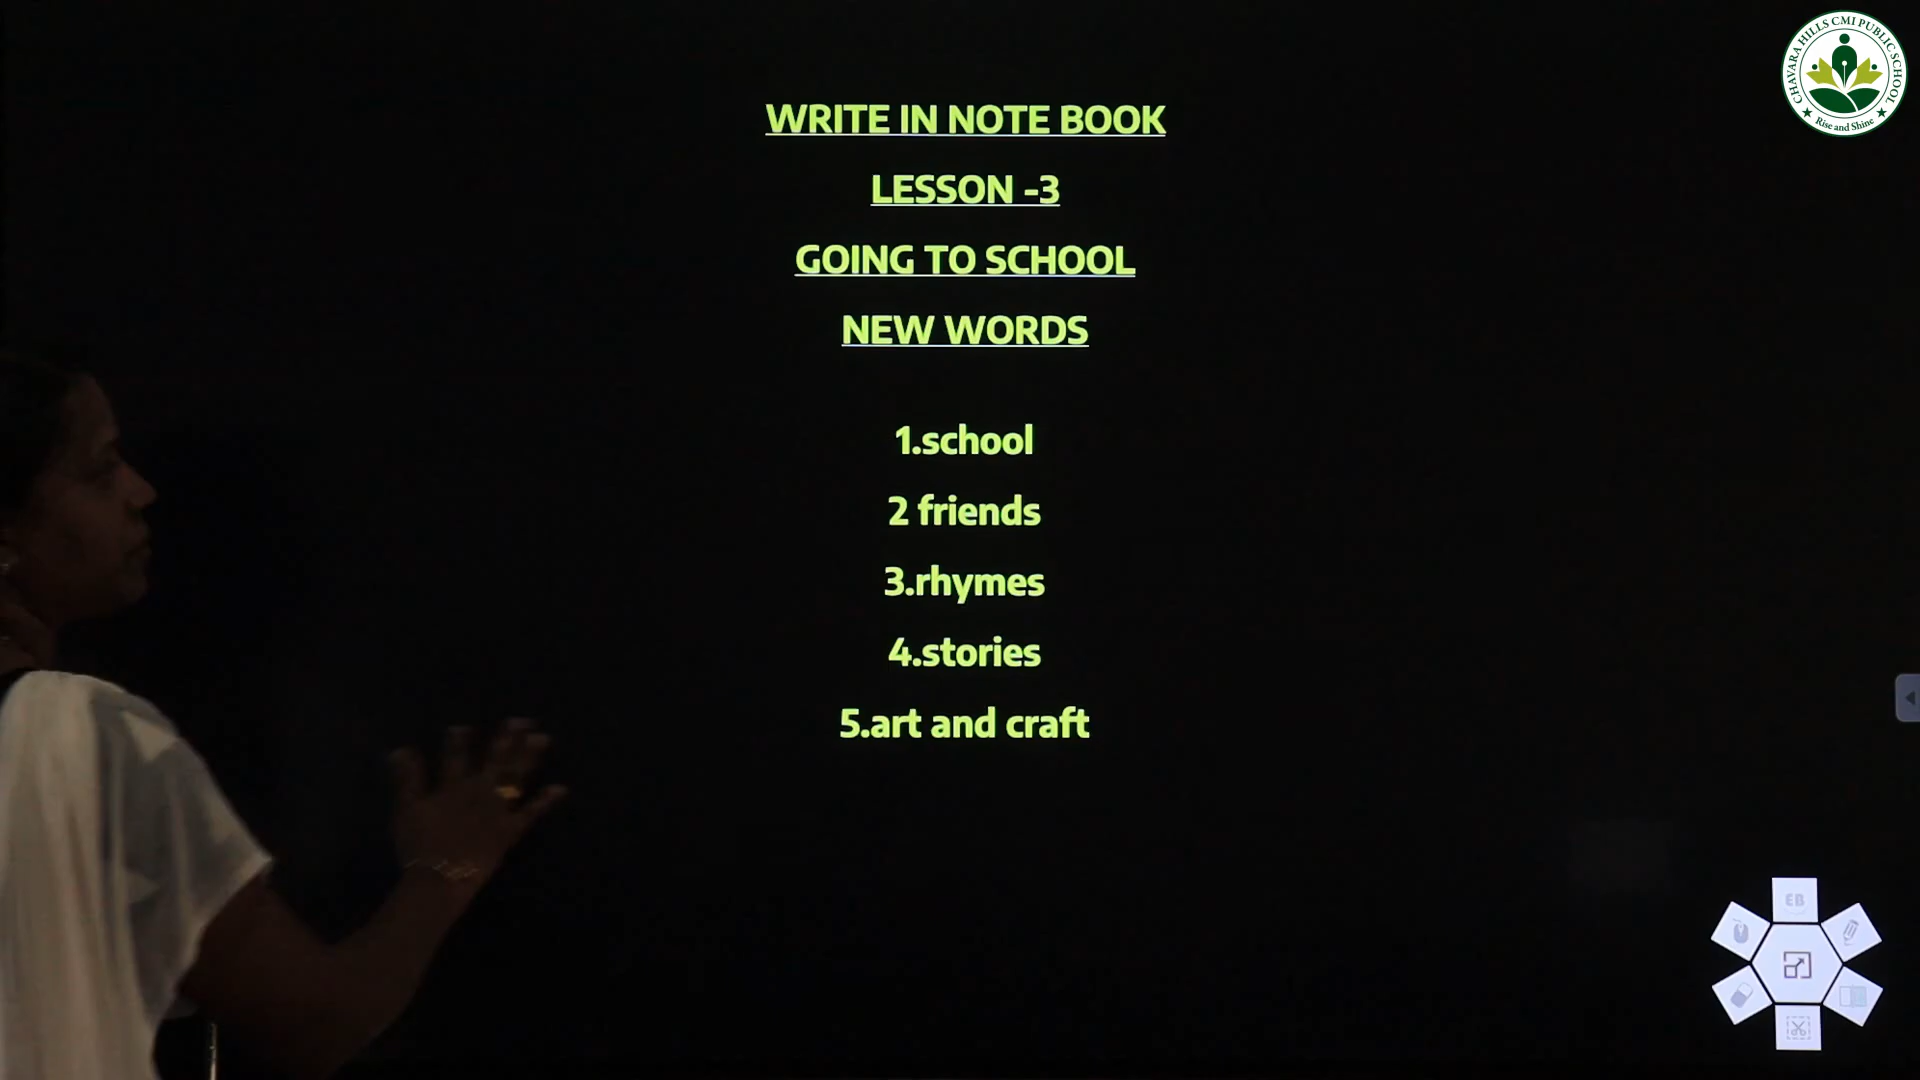 WRITE IN NOTE BOOK
LESSON -3
GOING TO SCHOOL
NEW WORDS
1.school
2 friends
3.rhymes
4.stories
5.art and craft
CHAVARA HILLS CMI PUBLIC SCHOOL
Rise and Shine
EB